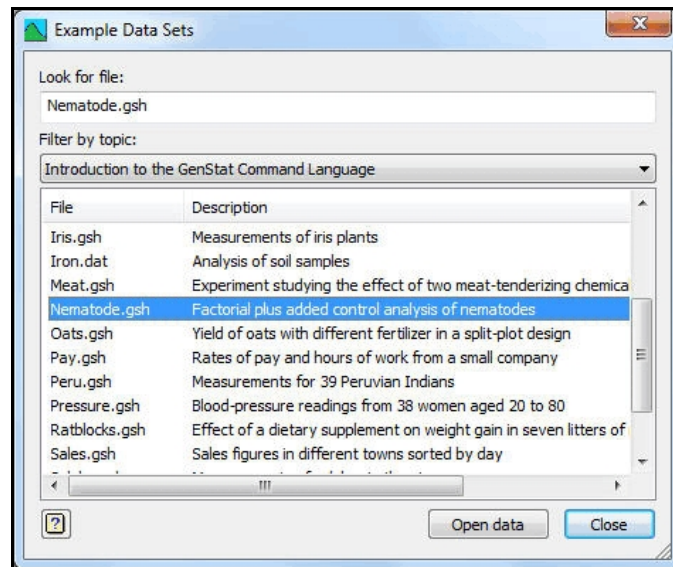 Example Data Sets
Look for file:
Nematode.gsh
Filter by topic:
Introduction to the GenStat Command Language
File Description
Iris.gsh Measurements of iris plants
Iron.dat Analysis of soil samples
Meat.gsh Experiment studying the effect of two meat-tenderizing chemica
Nematode.gsh Factorial plus added control analysis of nematodes
Oats.gsh Yield of oats with different fertilizer in a split-plot design
Pay.gsh Rates of pay and hours of work from a small company
Peru.gsh Measurements for 39 Peruvian Indians
Pressure.gsh Blood-pressure readings from 38 women aged 20 to 80
Ratblocks.gsh Effect of a dietary supplement on weight gain in seven litters of
Sales.gsh Sales figures in different towns sorted by day
? Open data Close